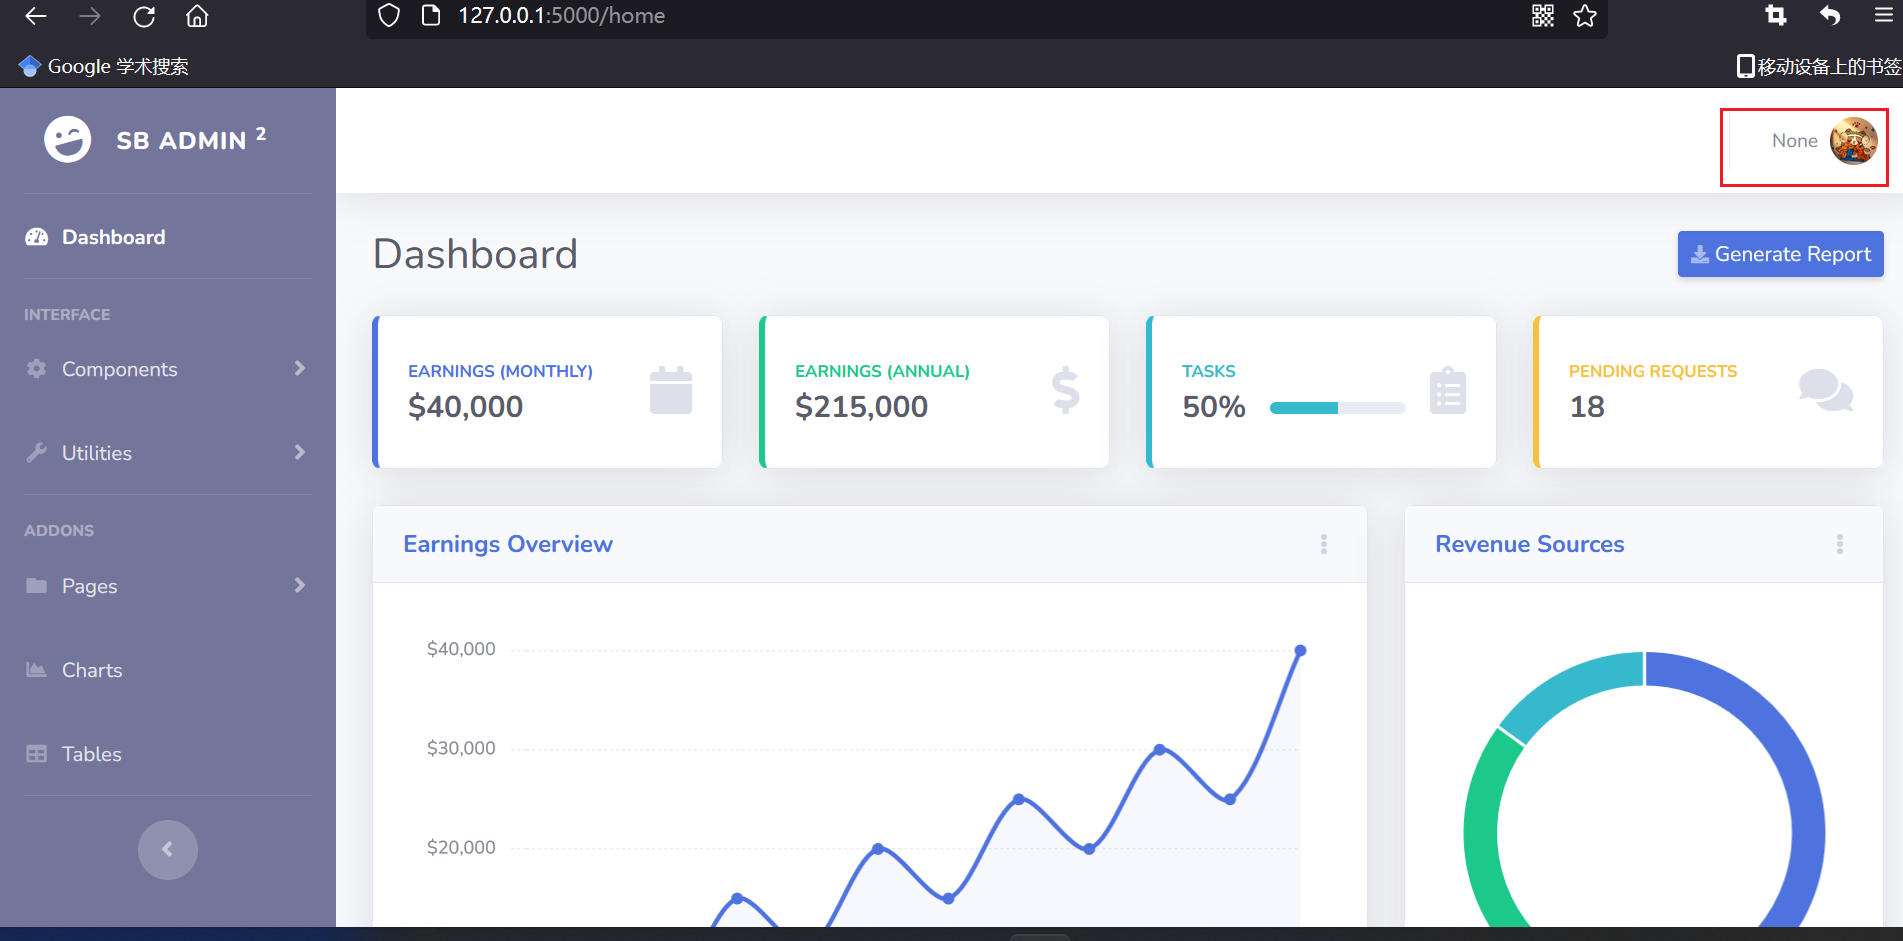 127.0.0.1:5000/home
Google 学术搜索
移动设备上的书签
SB ADMIN 2
None
Dashboard
INTERFACE
Components
Utilities
ADDONS
Pages
Charts
Tables
Dashboard
Generate Report
EARNINGS (MONTHLY)
$40,000
EARNINGS (ANNUAL)
$215,000
TASKS
50%
PENDING REQUESTS
18
Earnings Overview
$40,000
$30,000
$20,000
Revenue Sources